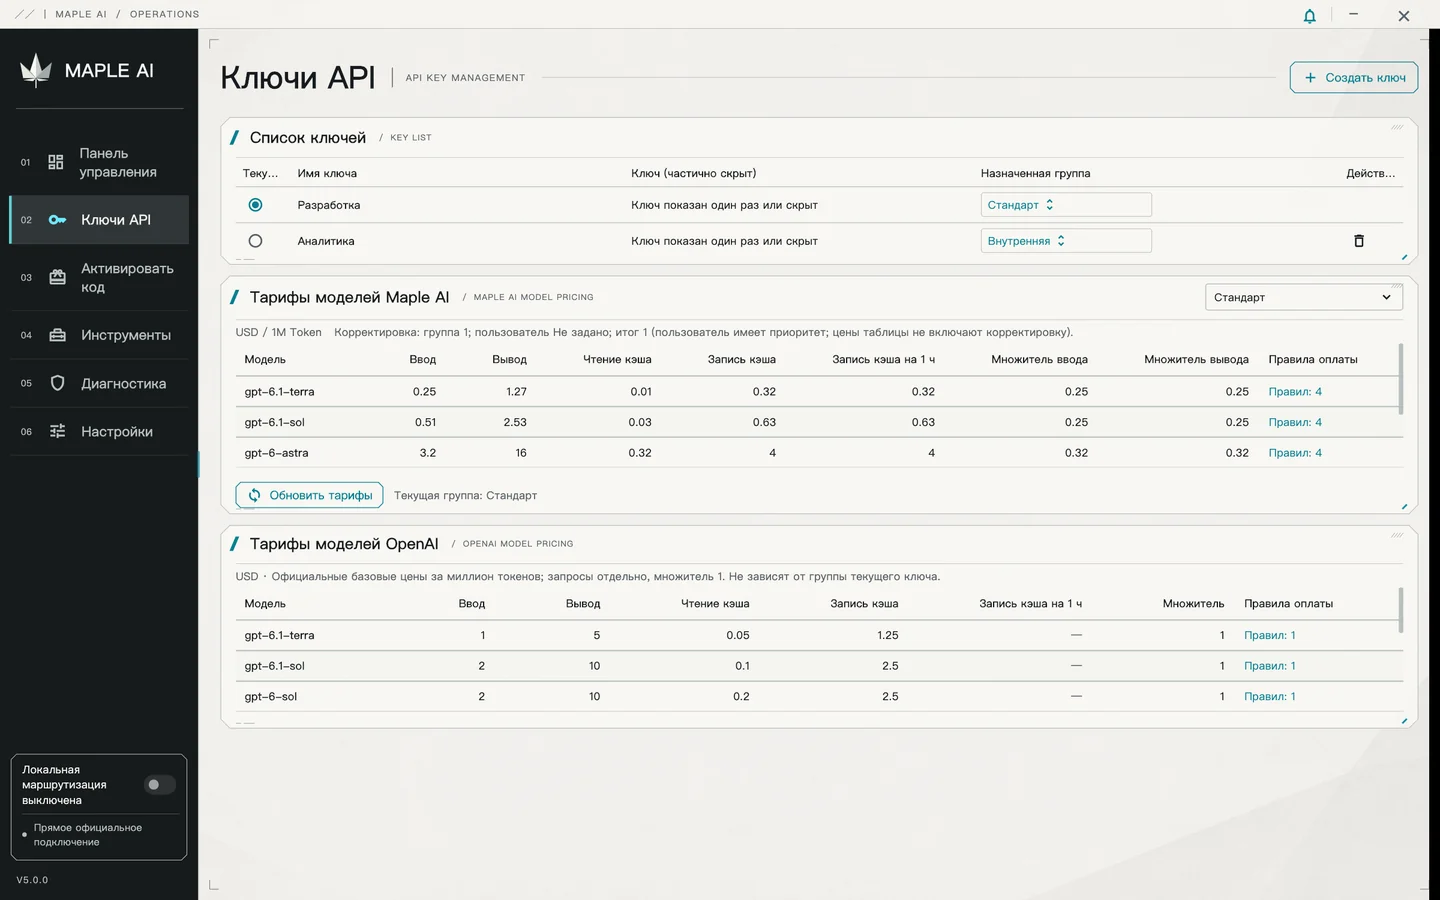 MAPLE AI / OPERATIONS
MAPLE AI
01 Панель управления
02 Ключи API
03 Активировать код
04 Инструменты
05 Диагностика
06 Настройки
Локальная
маршрутизация
выключена
Прямое официальное
подключение
V5.0.0
Ключи API
API KEY MANAGEMENT
+ Создать ключ
Список ключей / KEY LIST
Теку... Имя ключа Ключ (частично скрыт) Назначенная группа Действ...
Разработка Ключ показан один раз или скрыт Стандарт
Аналитика Ключ показан один раз или скрыт Внутренняя
Тарифы моделей Maple AI / MAPLE AI MODEL PRICING Стандарт
USD / 1M Token Корректировка: группа 1; пользователь Не задано; итог 1 (пользователь имеет приоритет; цены таблицы не включают корректировку).
Модель Ввод Вывод Чтение кэша Запись кэша Запись кэша на 1 ч Множитель ввода Множитель вывода Правила оплаты
gpt-6.1-terra 0.25 1.27 0.01 0.32 0.32 0.25 0.25 Правил: 4
gpt-6.1-sol 0.51 2.53 0.03 0.63 0.63 0.25 0.25 Правил: 4
gpt-6-astra 3.2 16 0.32 4 4 0.32 0.32 Правил: 4
Обновить тарифы Текущая группа: Стандарт
Тарифы моделей OpenAI / OPENAI MODEL PRICING
USD · Официальные базовые цены за миллион токенов; запросы отдельно, множитель 1. Не зависят от группы текущего ключа.
Модель Ввод Вывод Чтение кэша Запись кэша Запись кэша на 1 ч Множитель Правила оплаты
gpt-6.1-terra 1 5 0.05 1.25 — 1 Правил: 1
gpt-6.1-sol 2 10 0.1 2.5 — 1 Правил: 1
gpt-6-sol 2 10 0.2 2.5 — 1 Правил: 1